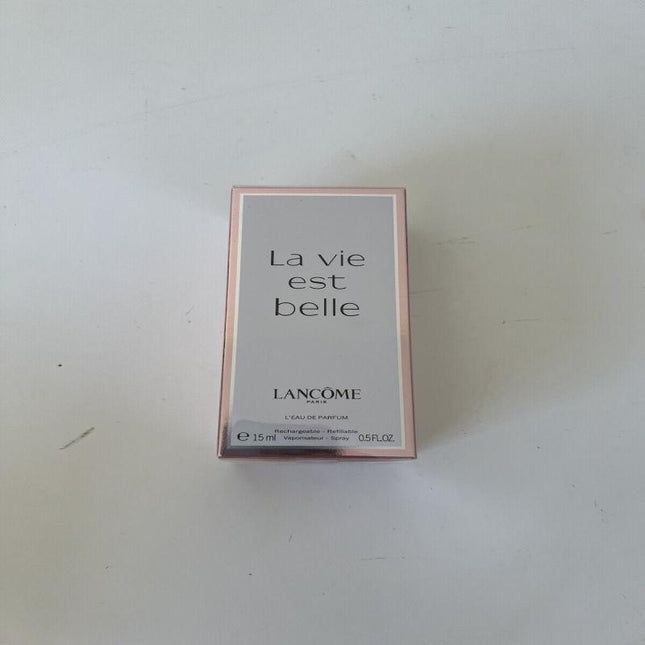 La vie
est
belle
LANCÔME
PARIS
L'EAU DE PARFUM
Rechargeable - Refillable
℮ 15 ml Vaporisateur - Spray 0.5 FL.OZ.